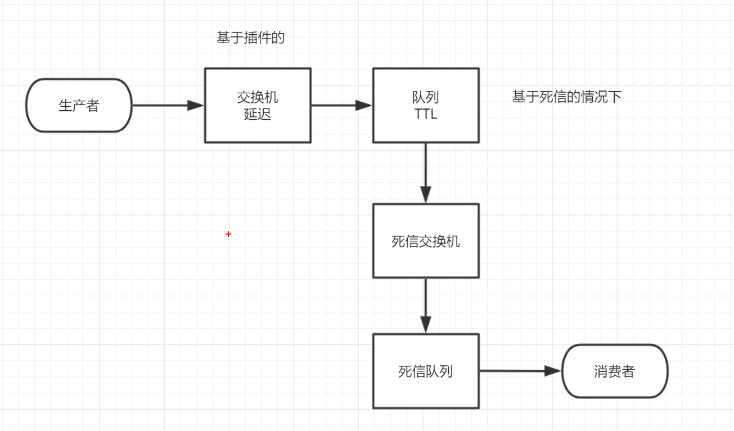 基于插件的
生产者
交换机
延迟
队列
TTL
基于死信的情况下
死信交换机
死信队列
消费者